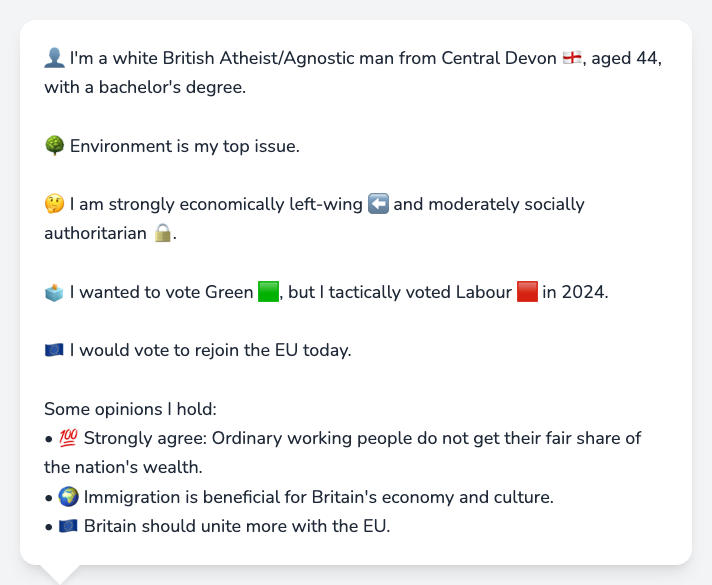 👤 I'm a white British Atheist/Agnostic man from Central Devon 🏴󠁧󠁢󠁥󠁮󠁧󠁿, aged 44,
with a bachelor's degree.
🌳 Environment is my top issue.
🤔 I am strongly economically left-wing ⬅️ and moderately socially
authoritarian 🔒.
🗳️ I wanted to vote Green 🟩, but I tactically voted Labour 🟥 in 2024.
🇪🇺 I would vote to rejoin the EU today.
Some opinions I hold:
• 💯 Strongly agree: Ordinary working people do not get their fair share of
the nation's wealth.
• 🌍 Immigration is beneficial for Britain's economy and culture.
• 🇪🇺 Britain should unite more with the EU.